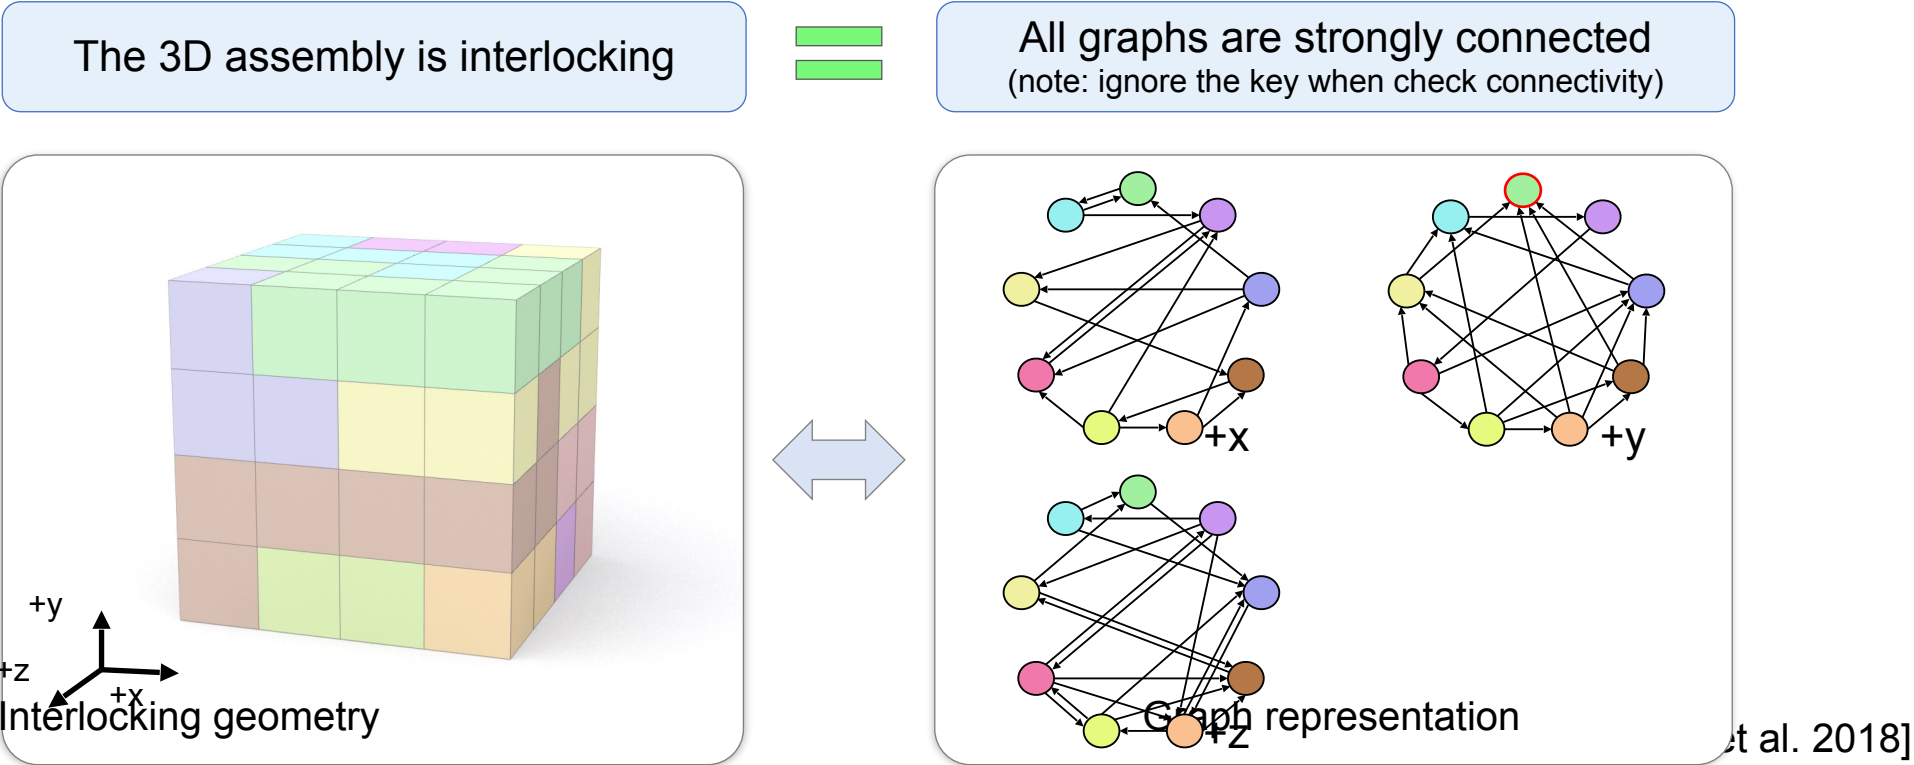 The 3D assembly is interlocking
All graphs are strongly connected
(note: ignore the key when check connectivity)
+x
+y
+y
+z
+x
Interlocking geometry
Graph representation
+z
et al. 2018]